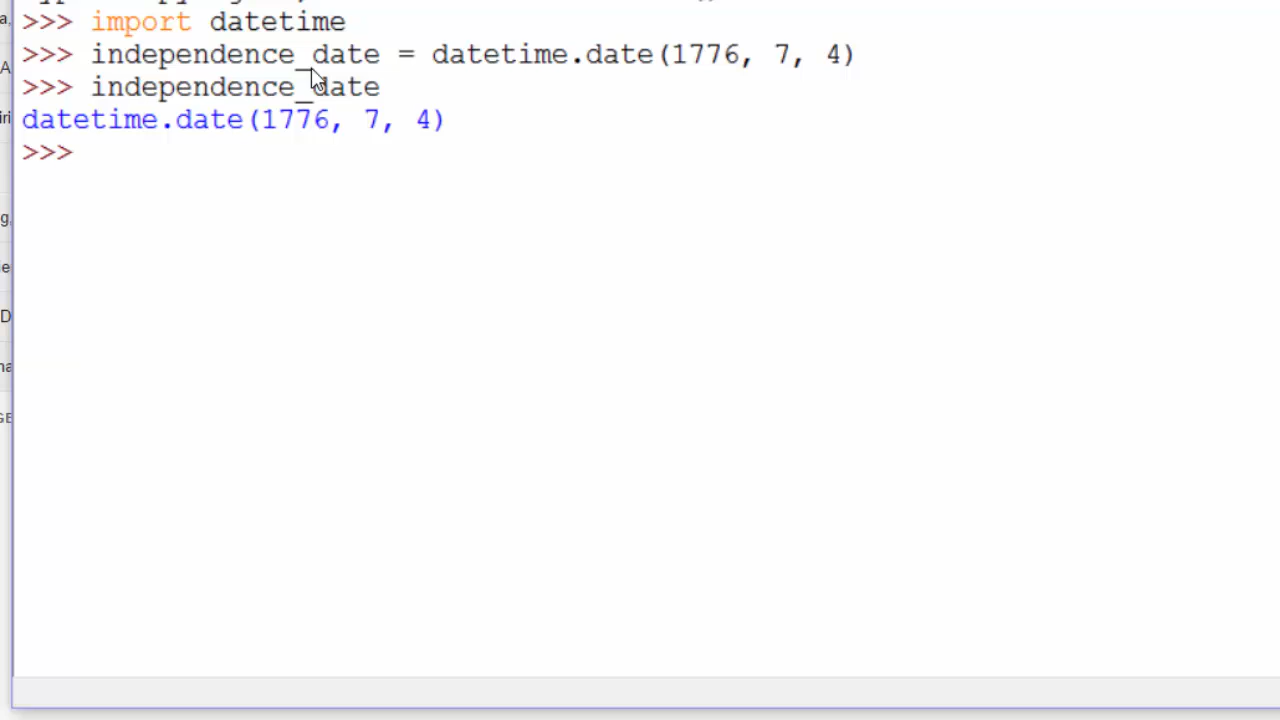 >>> import datetime
>>> independence_date = datetime.date(1776, 7, 4)
>>> independence_date
datetime.date(1776, 7, 4)
>>>